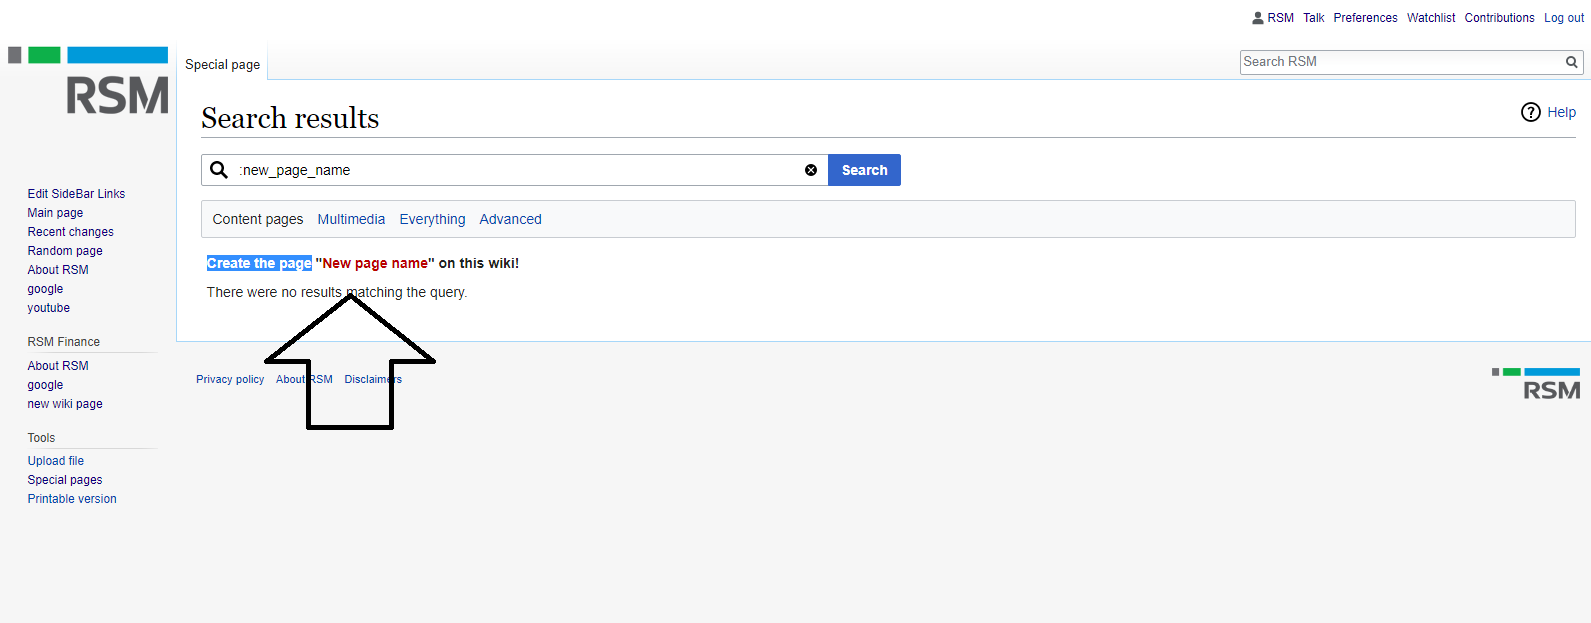 RSM Talk Preferences Watchlist Contributions Log out
RSM
Special page
Search RSM
Search results
Help
:new_page_name
Search
Content pages Multimedia Everything Advanced
Create the page "New page name" on this wiki!
There were no results matching the query.
Edit SideBar Links
Main page
Recent changes
Random page
About RSM
google
youtube
RSM Finance
About RSM
google
new wiki page
Tools
Upload file
Special pages
Printable version
Privacy policy About RSM Disclaimers
RSM